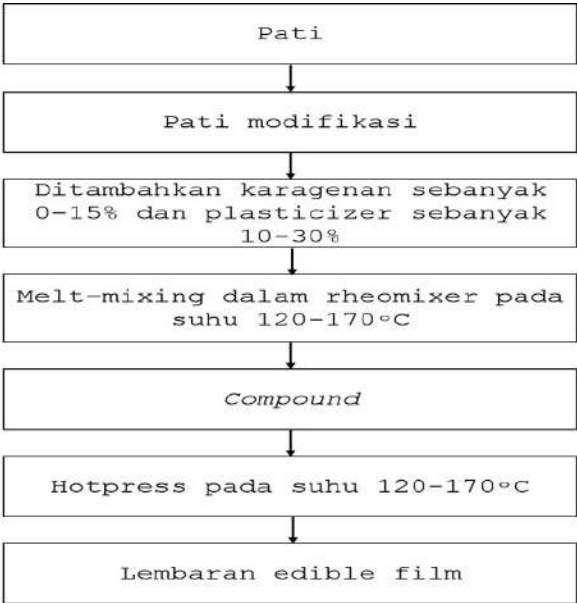 Pati
Pati modifikasi
Ditambahkan karagenan sebanyak
0-15% dan plasticizer sebanyak
10-30%
Melt-mixing dalam rheomixer pada
suhu 120-170°C
Compound
Hotpress pada suhu 120-170°C
Lembaran edible film